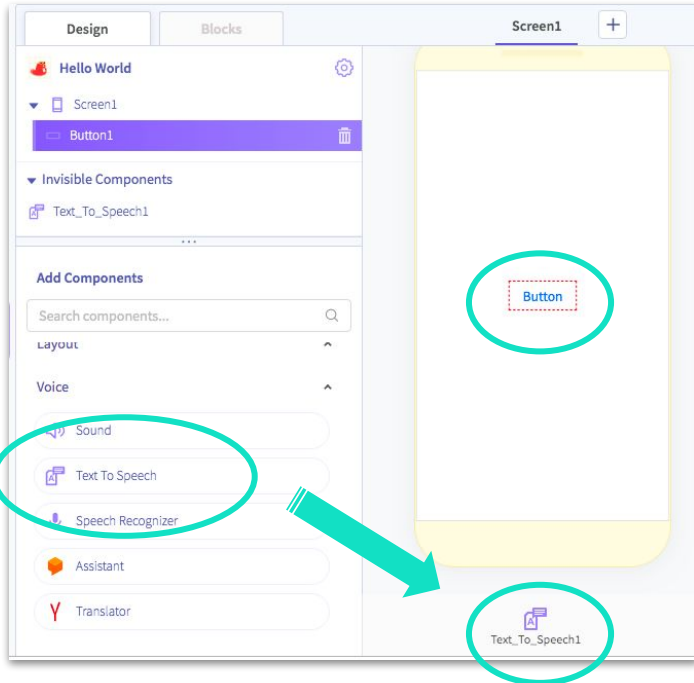 Design
Blocks
Screen1
+
Hello World
Screen1
Button1
Invisible Components
Text_To_Speech1
Add Components
Search components...
Layout
Voice
Sound
Text To Speech
Speech Recognizer
Assistant
Translator
Button
Text_To_Speech1